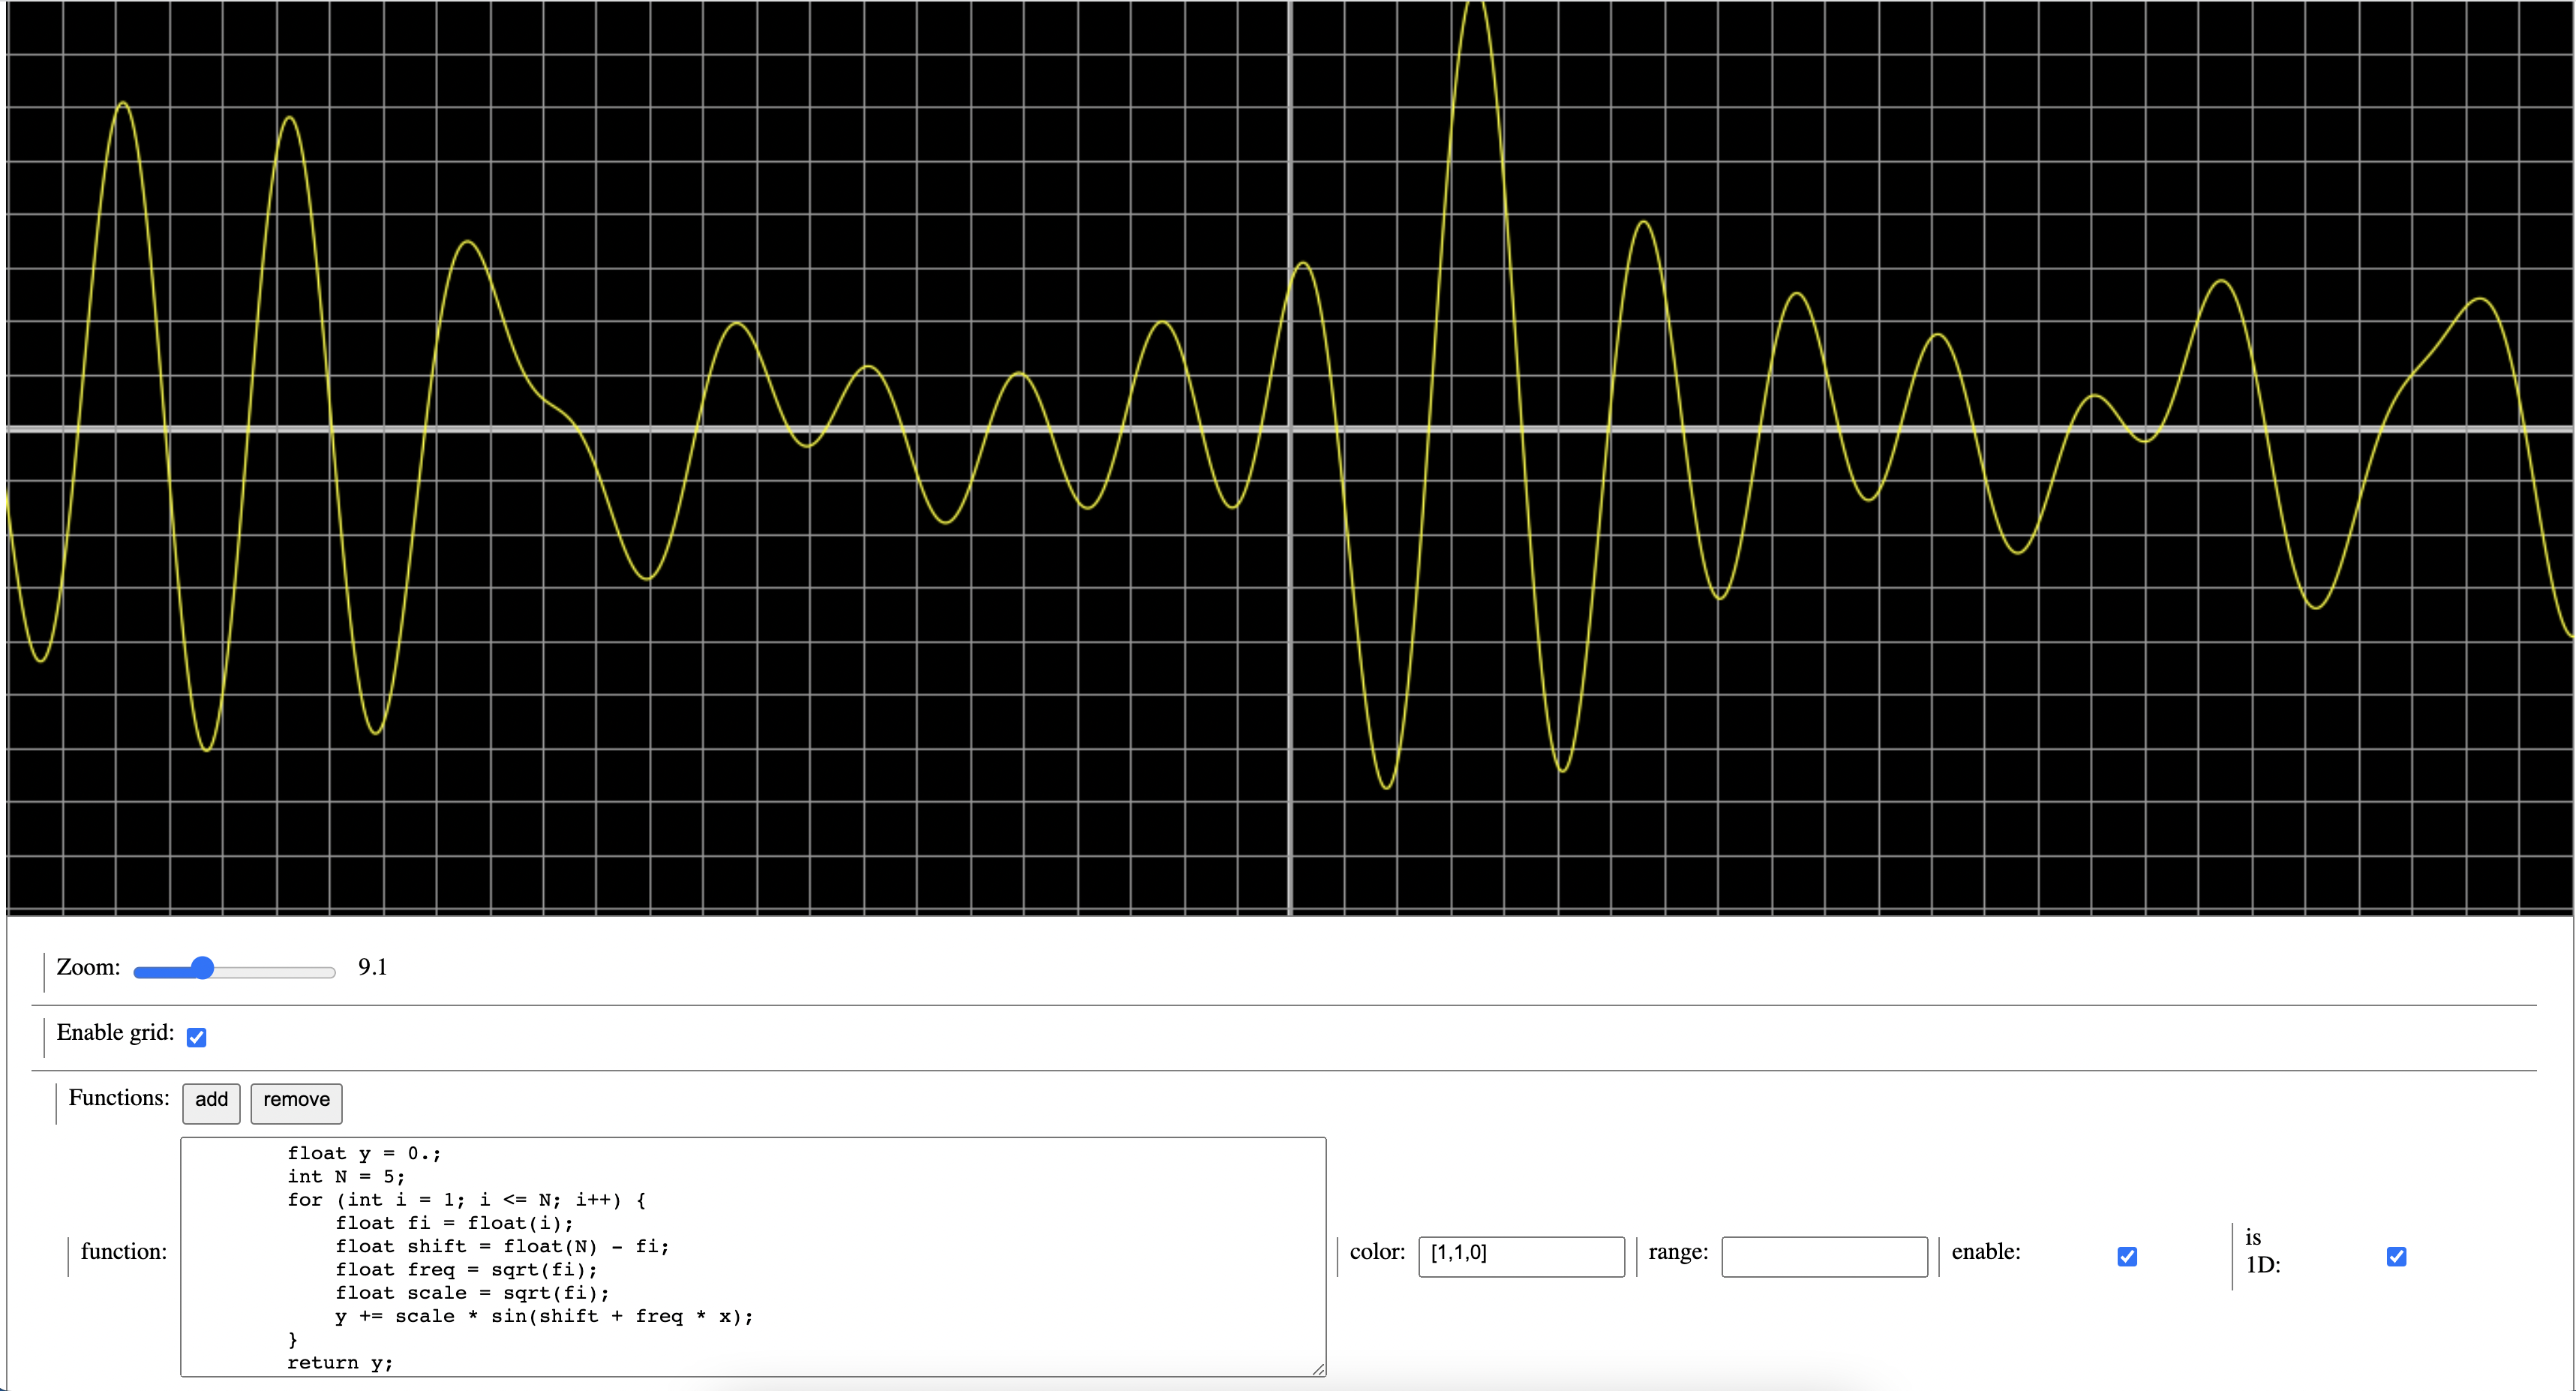 Zoom: 9.1
Enable grid:
Functions: add remove
function:
float y = 0.;
int N = 5;
for (int i = 1; i <= N; i++) {
float fi = float(i);
float shift = float(N) - fi;
float freq = sqrt(fi);
float scale = sqrt(fi);
y += scale * sin(shift + freq * x);
}
return y;
color: [1,1,0] range: enable: is
1D: